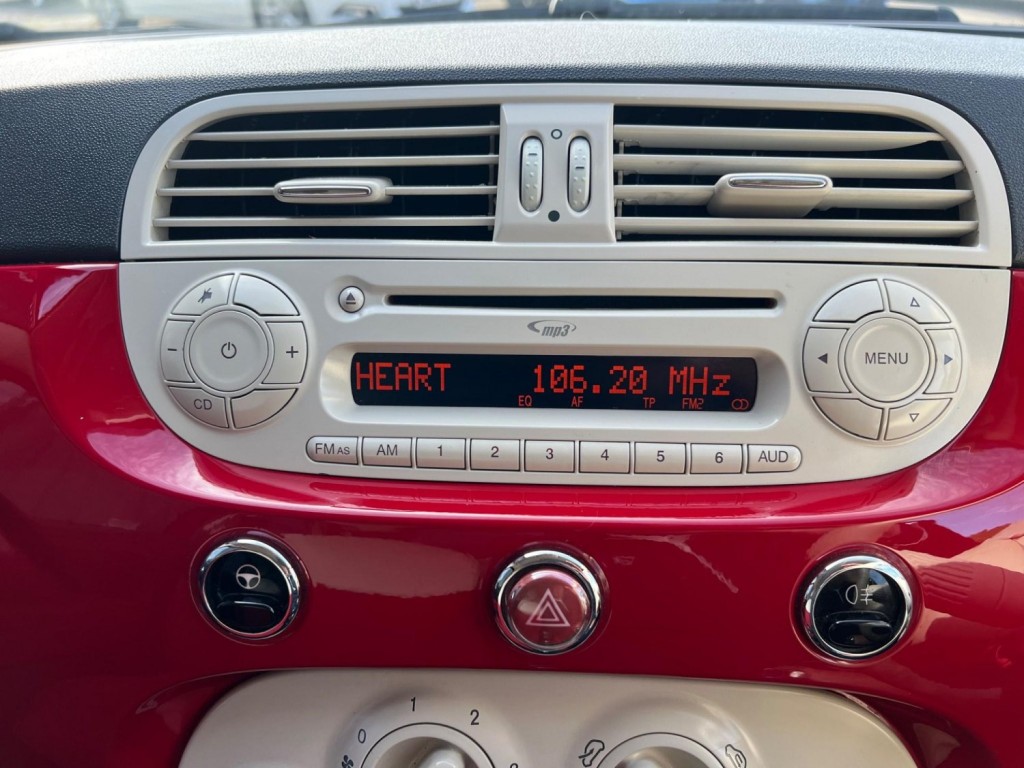 mp3
HEART 106.20 MHz
EQ AF TP FM2
− +
CD
MENU
FM AS AM 1 2 3 4 5 6 AUD
0 1 2